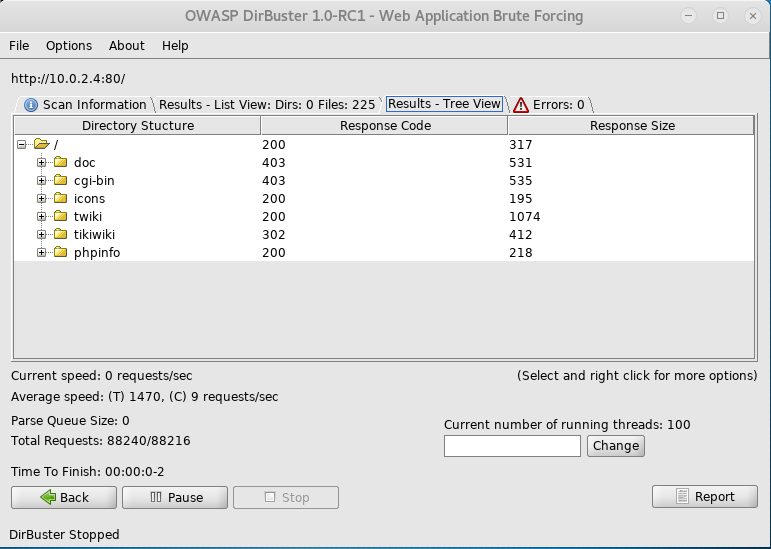 OWASP DirBuster 1.0-RC1 - Web Application Brute Forcing
File Options About Help
http://10.0.2.4:80/
Scan Information Results - List View: Dirs: 0 Files: 225 Results - Tree View Errors: 0
Directory Stucture Response Code Response Size
/ 200 317
doc 403 531
cgi-bin 403 535
icons 200 195
twiki 200 1074
tikiwiki 302 412
phpinfo 200 218
Current speed: 0 requests/sec (Select and right click for more options)
Average speed: (T) 1470, (C) 9 requests/sec
Parse Queue Size: 0
Current number of running threads: 100
Total Requests: 88240/88216
Change
Time To Finish: 00:00:0-2
Back Pause Stop Report
DirBuster Stopped